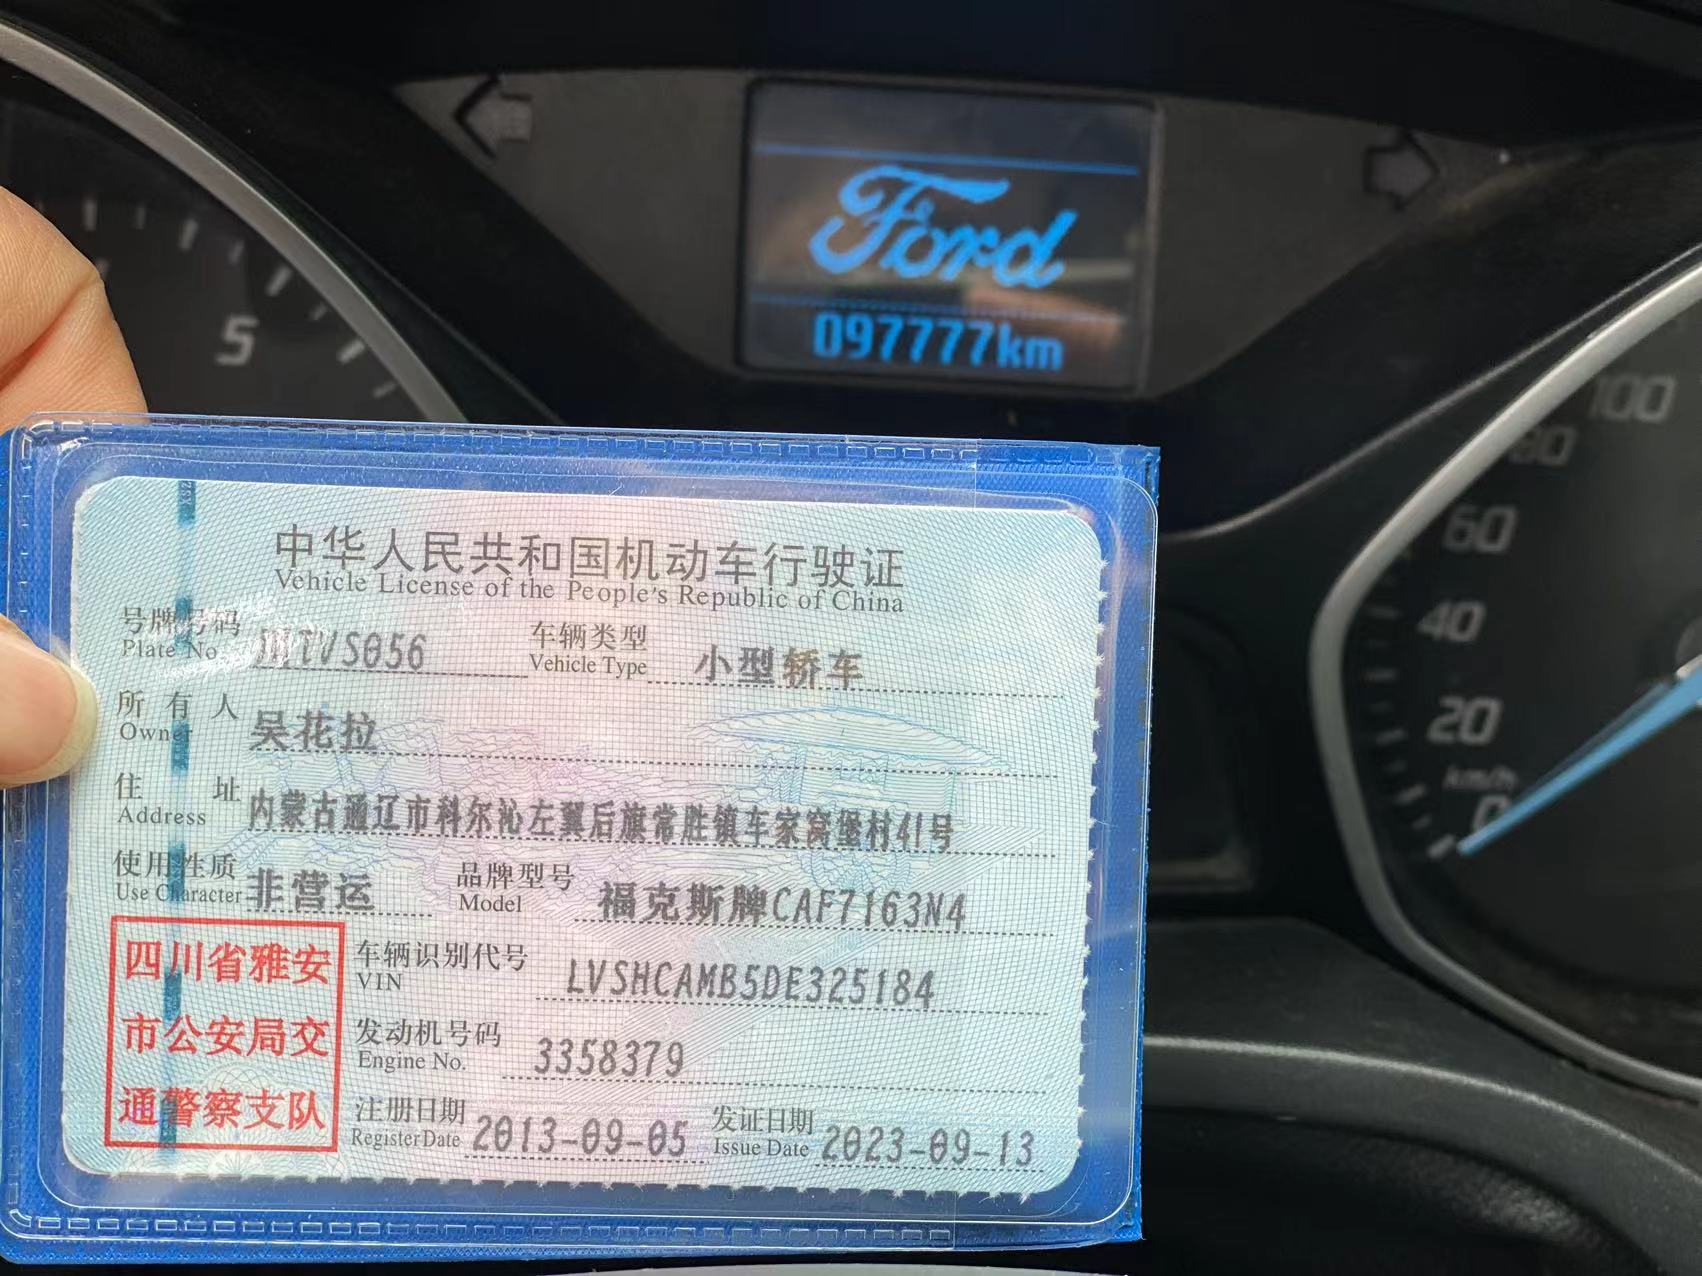 Ford
097777km
5
100
80
60
40
20
km/h
0
中华人民共和国机动车行驶证
Vehicle License of the People's Republic of China
号牌号码 川TVS056 车辆类型 小型轿车
Plate No. Vehicle Type
所有人 吴花拉
Owner
住址 内蒙古通辽市科尔沁左翼后旗常胜镇车家窝堡村41号
Address
使用性质 非营运 品牌型号 福克斯牌CAF7163N4
Use Character Model
四川省雅安
市公安局交
通警察支队
车辆识别代号 LVSHCAMB5DE325184
VIN
发动机号码 3358379
Engine No.
注册日期 2013-09-05 发证日期 2023-09-13
Register Date Issue Date